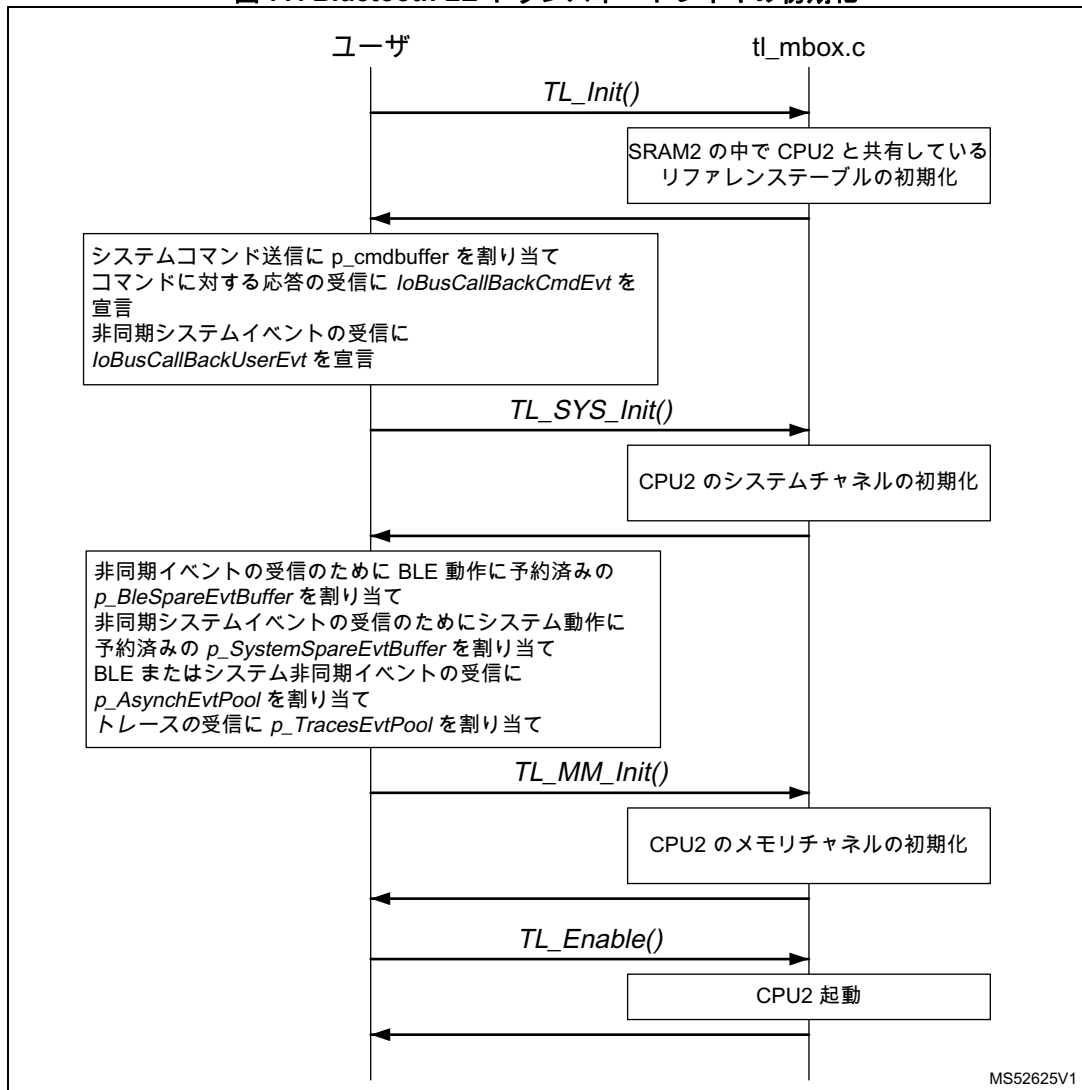 ユーザ
tl_mbox.c
TL_Init()
SRAM2 の中で CPU2 と共有している
リファレンステーブルの初期化
システムコマンド送信に p_cmdbuffer を割り当て
コマンドに対する応答の受信に IoBusCallBackCmdEvt を
宣言
非同期システムイベントの受信に
IoBusCallBackUserEvt を宣言
TL_SYS_Init()
CPU2 のシステムチャネルの初期化
非同期イベントの受信のために BLE 動作に予約済みの
p_BleSpareEvtBuffer を割り当て
非同期システムイベントの受信のためにシステム動作に
予約済みの p_SystemSpareEvtBuffer を割り当て
BLE またはシステム非同期イベントの受信に
p_AsynchEvtPool を割り当て
トレースの受信に p_TracesEvtPool を割り当て
TL_MM_Init()
CPU2 のメモリチャネルの初期化
TL_Enable()
CPU2 起動
MS52625V1